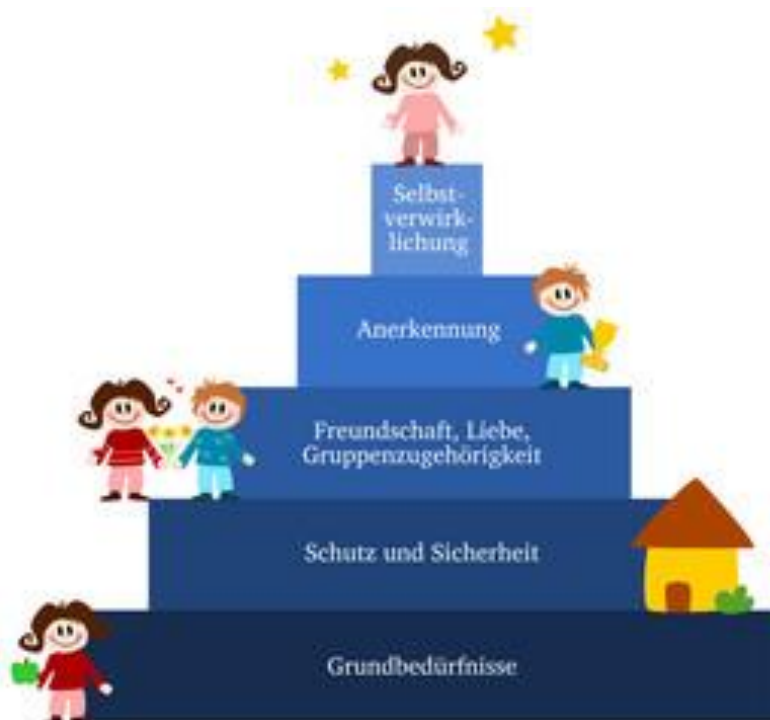 Selbst-
verwirk-
lichung
Anerkennung
Freundschaft, Liebe,
Gruppenzugehörigkeit
Schutz und Sicherheit
Grundbedürfnisse